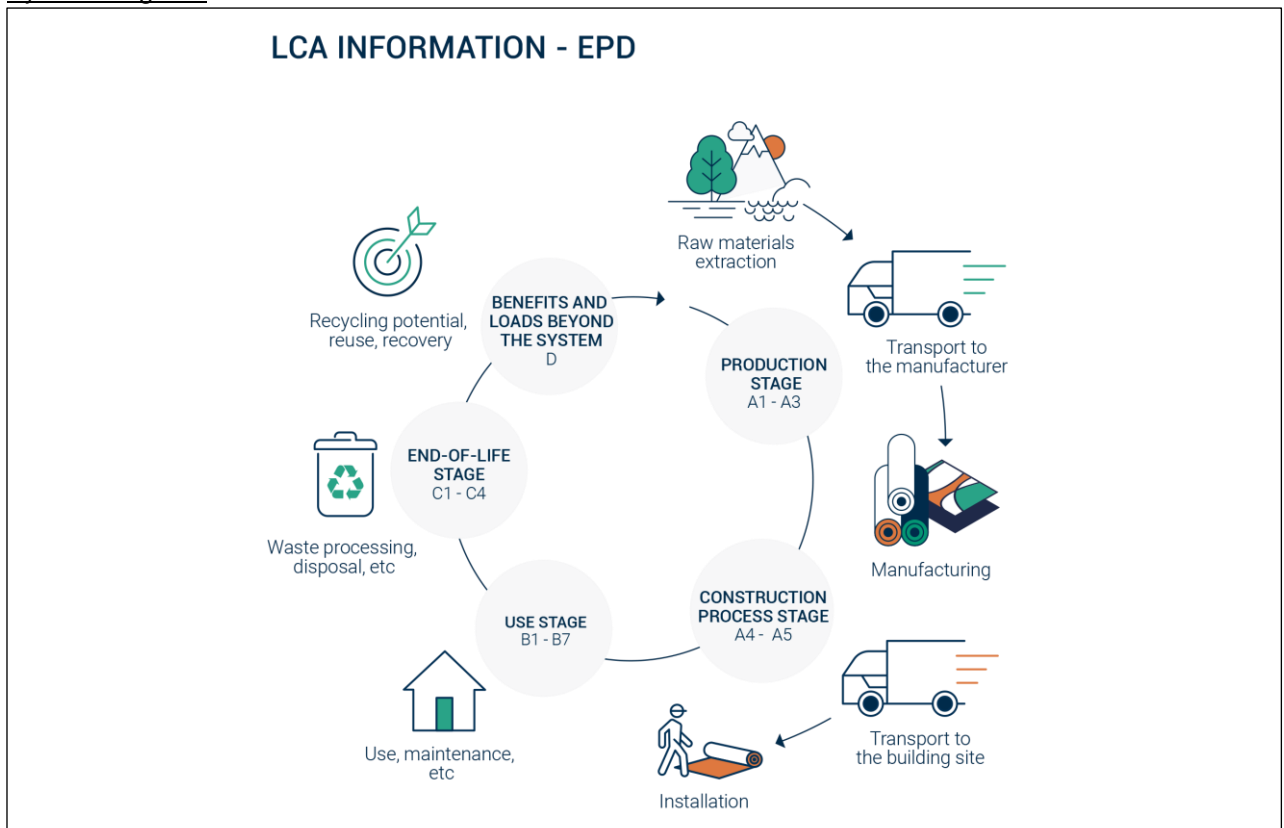 LCA INFORMATION - EPD
Raw materials
extraction
Transport to
the manufacturer
Manufacturing
BENEFITS AND
LOADS BEYOND
THE SYSTEM
D
PRODUCTION
STAGE
A1 - A3
Recycling potential,
reuse, recovery
END-OF-LIFE
STAGE
C1 - C4
Waste processing,
disposal, etc
CONSTRUCTION
PROCESS STAGE
A4 - A5
USE STAGE
B1 - B7
Use, maintenance,
etc
Transport to
the building site
Installation